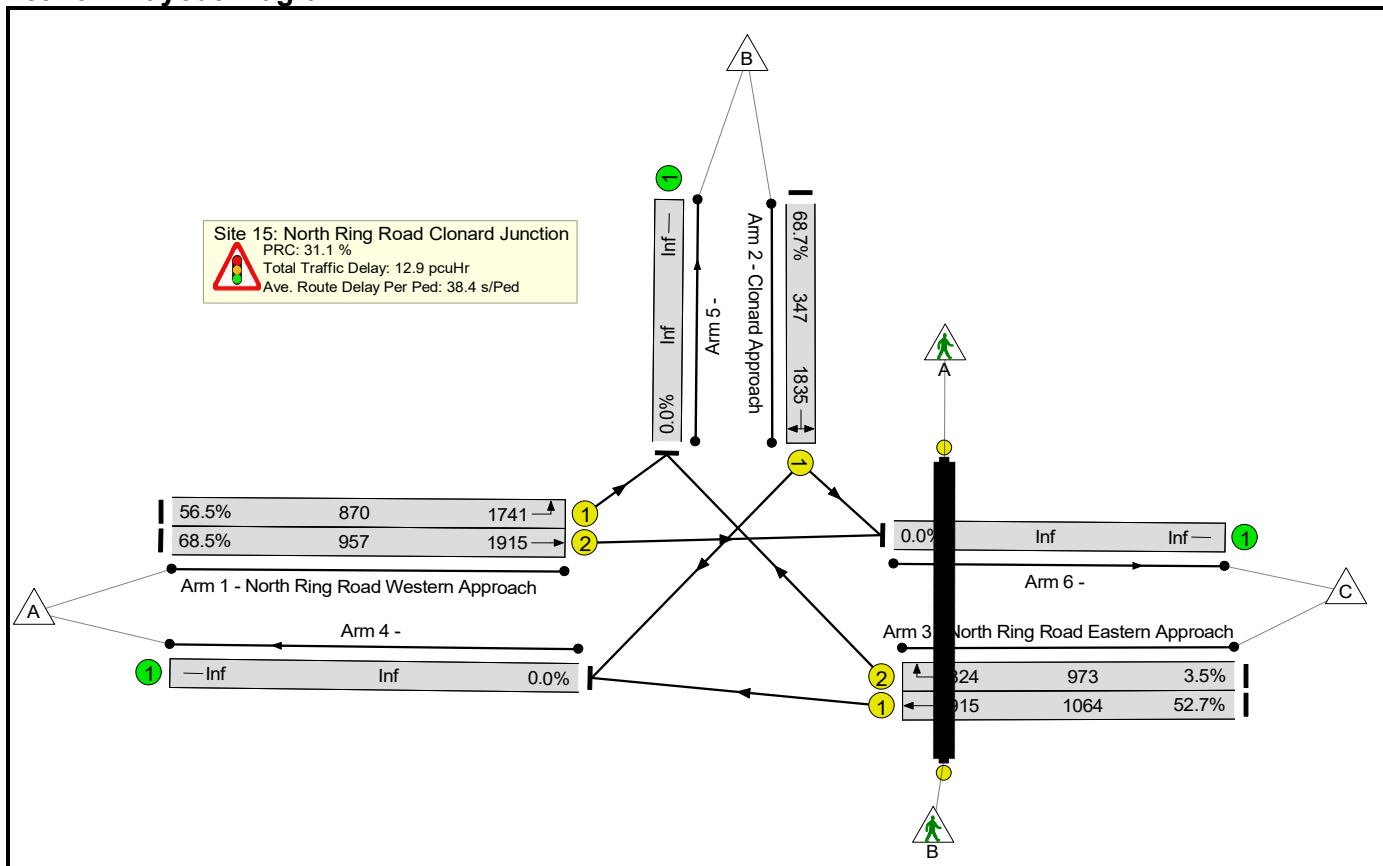 B
Site 15: North Ring Road Clonard Junction
PRC: 31.1 %
Total Traffic Delay: 12.9 pcuHr
Ave. Route Delay Per Ped: 38.4 s/Ped
1
Inf
Inf
0.0%
Arm 5 -
Arm 2 - Clonard Approach
68.7%
347
1835
1
A
56.5% 870 1741 1
68.5% 957 1915 2
Arm 1 - North Ring Road Western Approach
A
0.0% Inf Inf 1
Arm 6 -
C
Arm 4 -
1 Inf Inf 0.0%
Arm 3 North Ring Road Eastern Approach
2 973 3.5%
1 1064 52.7%
B